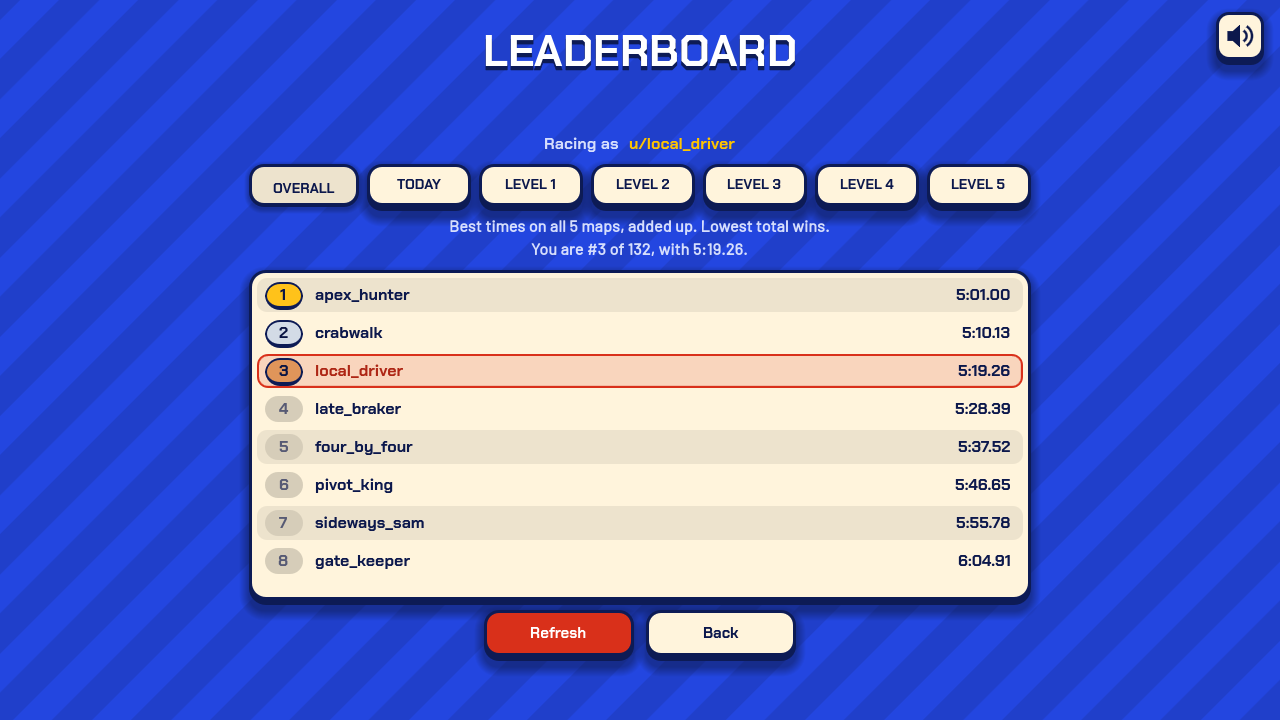 LEADERBOARD
Racing as u/local_driver
OVERALL TODAY LEVEL 1 LEVEL 2 LEVEL 3 LEVEL 4 LEVEL 5
Best times on all 5 maps, added up. Lowest total wins.
You are #3 of 132, with 5:19.26.
1 apex_hunter 5:01.00
2 crabwalk 5:10.13
3 local_driver 5:19.26
4 late_braker 5:28.39
5 four_by_four 5:37.52
6 pivot_king 5:46.65
7 sideways_sam 5:55.78
8 gate_keeper 6:04.91
Refresh Back